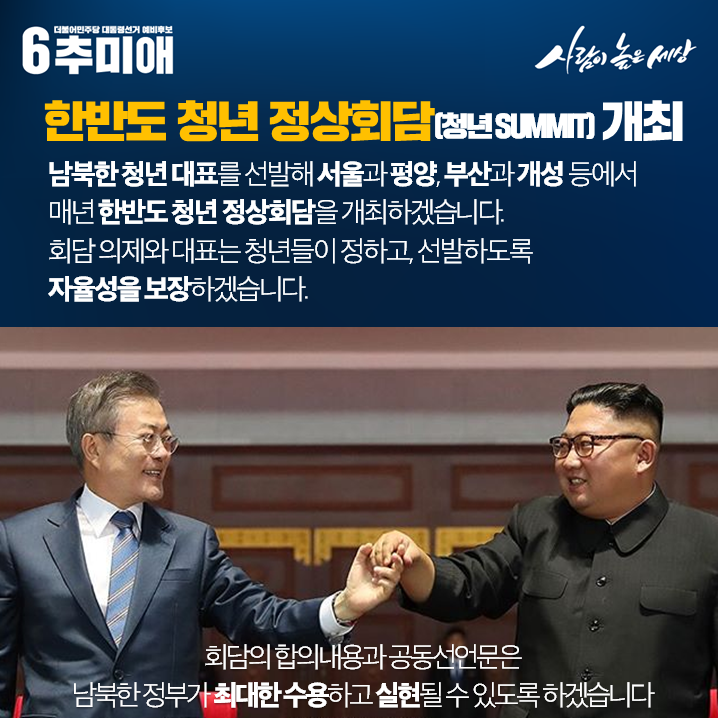 더불어민주당 대통령선거 예비후보
6 추미애
사람이 높은 세상
한반도 청년 정상회담(청년 SUMMIT) 개최
남북한 청년 대표를 선발해 서울과 평양, 부산과 개성 등에서
매년 한반도 청년 정상회담을 개최하겠습니다.
회담 의제와 대표는 청년들이 정하고, 선발하도록
자율성을 보장하겠습니다.
회담의 합의내용과 공동선언문은
남북한 정부가 최대한 수용하고 실현될 수 있도록 하겠습니다